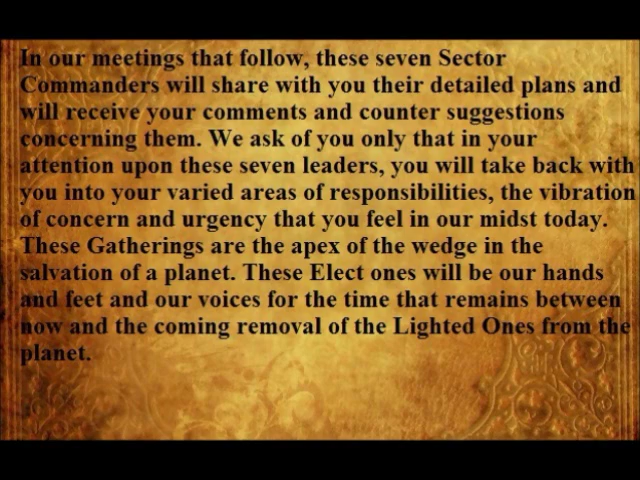 In our meetings that follow, these seven Sector
Commanders will share with you their detailed plans and
will receive your comments and counter suggestions
concerning them. We ask of you only that in your
attention upon these seven leaders, you will take back with
you into your varied areas of responsibilities, the vibration
of concern and urgency that you feel in our midst today.
These Gatherings are the apex of the wedge in the
salvation of a planet. These Elect ones will be our hands
and feet and our voices for the time that remains between
now and the coming removal of the Lighted Ones from the
planet.